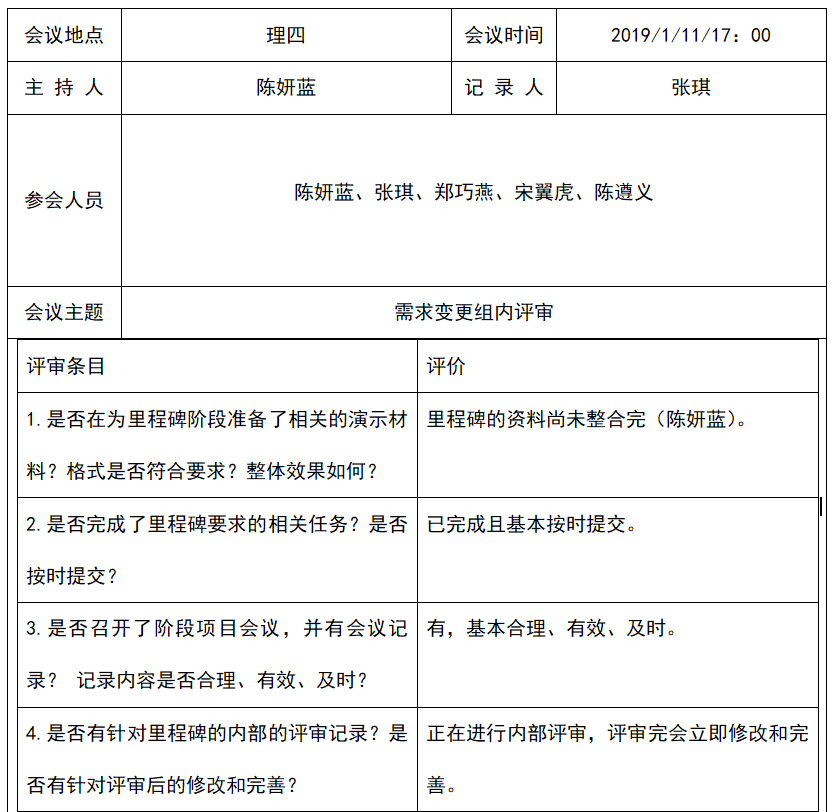 会议地点 理四 会议时间 2019/1/11/17：00
主 持 人 陈妍蓝 记 录 人 张琪
参会人员 陈妍蓝、张琪、郑巧燕、宋翼虎、陈遵义
会议主题 需求变更组内评审
评审条目 评价
1.是否在为里程碑阶段准备了相关的演示材 里程碑的资料尚未整合完（陈妍蓝）。
料？格式是否符合要求？整体效果如何？
2.是否完成了里程碑要求的相关任务？是否 已完成且基本按时提交。
按时提交？
3.是否召开了阶段项目会议，并有会议记 有，基本合理、有效、及时。
录？ 记录内容是否合理、有效、及时？
4.是否有针对里程碑的内部的评审记录？是 正在进行内部评审，评审完会立即修改和完
否有针对评审后的修改和完善？ 善。